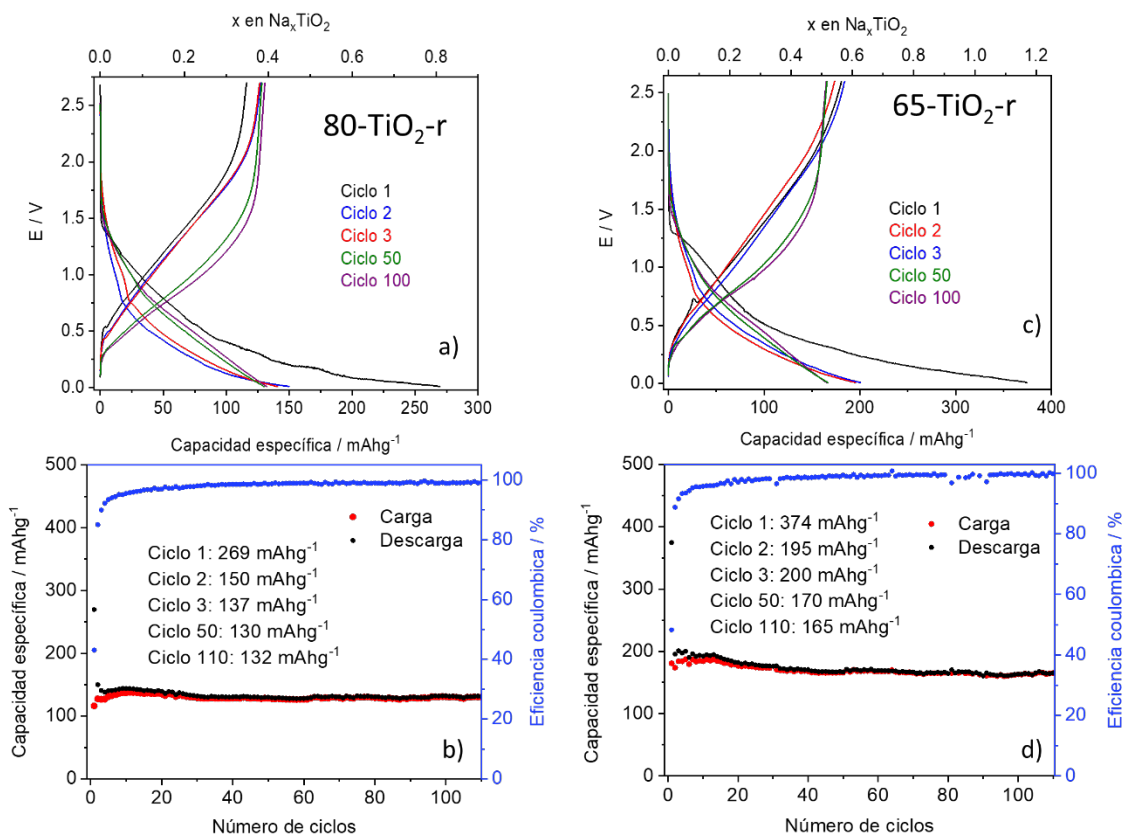 x en NaₓTiO₂
0.0 0.2 0.4 0.6 0.8
80-TiO₂-r
Ciclo 1
Ciclo 2
Ciclo 3
Ciclo 50
Ciclo 100
a)
E / V
2.5
2.0
1.5
1.0
0.5
0.0
0 50 100 150 200 250 300
Capacidad específica / mAhg⁻¹
x en NaₓTiO₂
0.0 0.2 0.4 0.6 0.8 1.0 1.2
65-TiO₂-r
Ciclo 1
Ciclo 2
Ciclo 3
Ciclo 50
Ciclo 100
c)
E / V
2.5
2.0
1.5
1.0
0.5
0.0
0 100 200 300 400
Capacidad específica / mAhg⁻¹
Capacidad específica / mAhg⁻¹
500
400
300
200
100
0
Carga
Descarga
Ciclo 1: 269 mAhg⁻¹
Ciclo 2: 150 mAhg⁻¹
Ciclo 3: 137 mAhg⁻¹
Ciclo 50: 130 mAhg⁻¹
Ciclo 110: 132 mAhg⁻¹
b)
100
80
60
40
20
0
Eficiencia coulombica / %
0 20 40 60 80 100
Número de ciclos
Capacidad específica / mAhg⁻¹
500
400
300
200
100
0
Carga
Descarga
Ciclo 1: 374 mAhg⁻¹
Ciclo 2: 195 mAhg⁻¹
Ciclo 3: 200 mAhg⁻¹
Ciclo 50: 170 mAhg⁻¹
Ciclo 110: 165 mAhg⁻¹
d)
100
80
60
40
20
0
Eficiencia coulombica / %
0 20 40 60 80 100
Número de ciclos